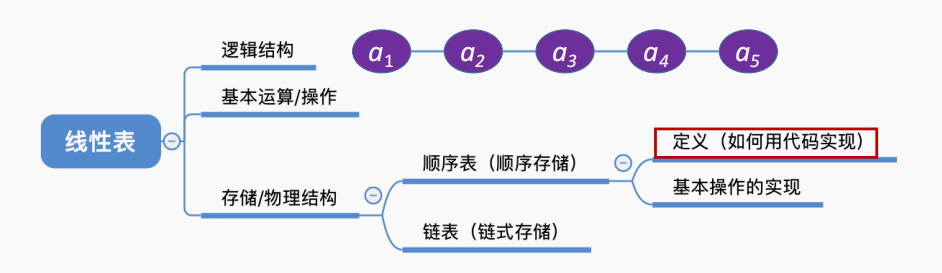 逻辑结构
a1 a2 a3 a4 a5
基本运算/操作
线性表
存储/物理结构
顺序表（顺序存储）
定义（如何用代码实现）
基本操作的实现
链表（链式存储）